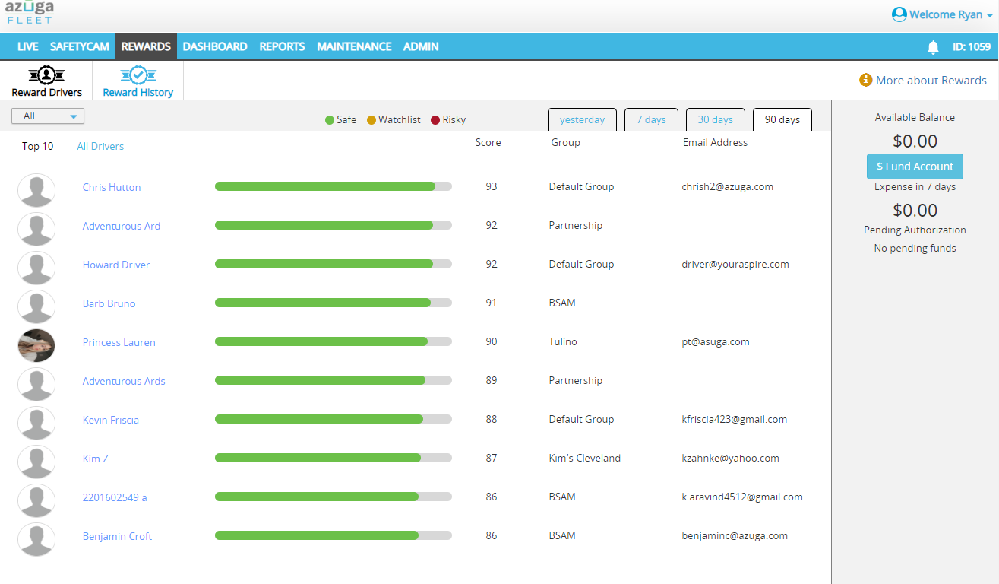 azuga
FLEET
Welcome Ryan
LIVE SAFETYCAM REWARDS DASHBOARD REPORTS MAINTENANCE ADMIN ID: 1059
Reward Drivers Reward History More about Rewards
All Safe Watchlist Risky yesterday 7 days 30 days 90 days
Top 10 All Drivers Score Group Email Address
Chris Hutton 93 Default Group chrish2@azuga.com
Adventurous Ard 92 Partnership
Howard Driver 92 Default Group driver@youraspire.com
Barb Bruno 91 BSAM
Princess Lauren 90 Tulino pt@asuga.com
Adventurous Ards 89 Partnership
Kevin Friscia 88 Default Group kfriscia423@gmail.com
Kim Z 87 Kim's Cleveland kzahnke@yahoo.com
2201602549 a 86 BSAM k.aravind4512@gmail.com
Benjamin Croft 86 BSAM benjaminc@azuga.com
Available Balance
$0.00
$ Fund Account
Expense in 7 days
$0.00
Pending Authorization
No pending funds